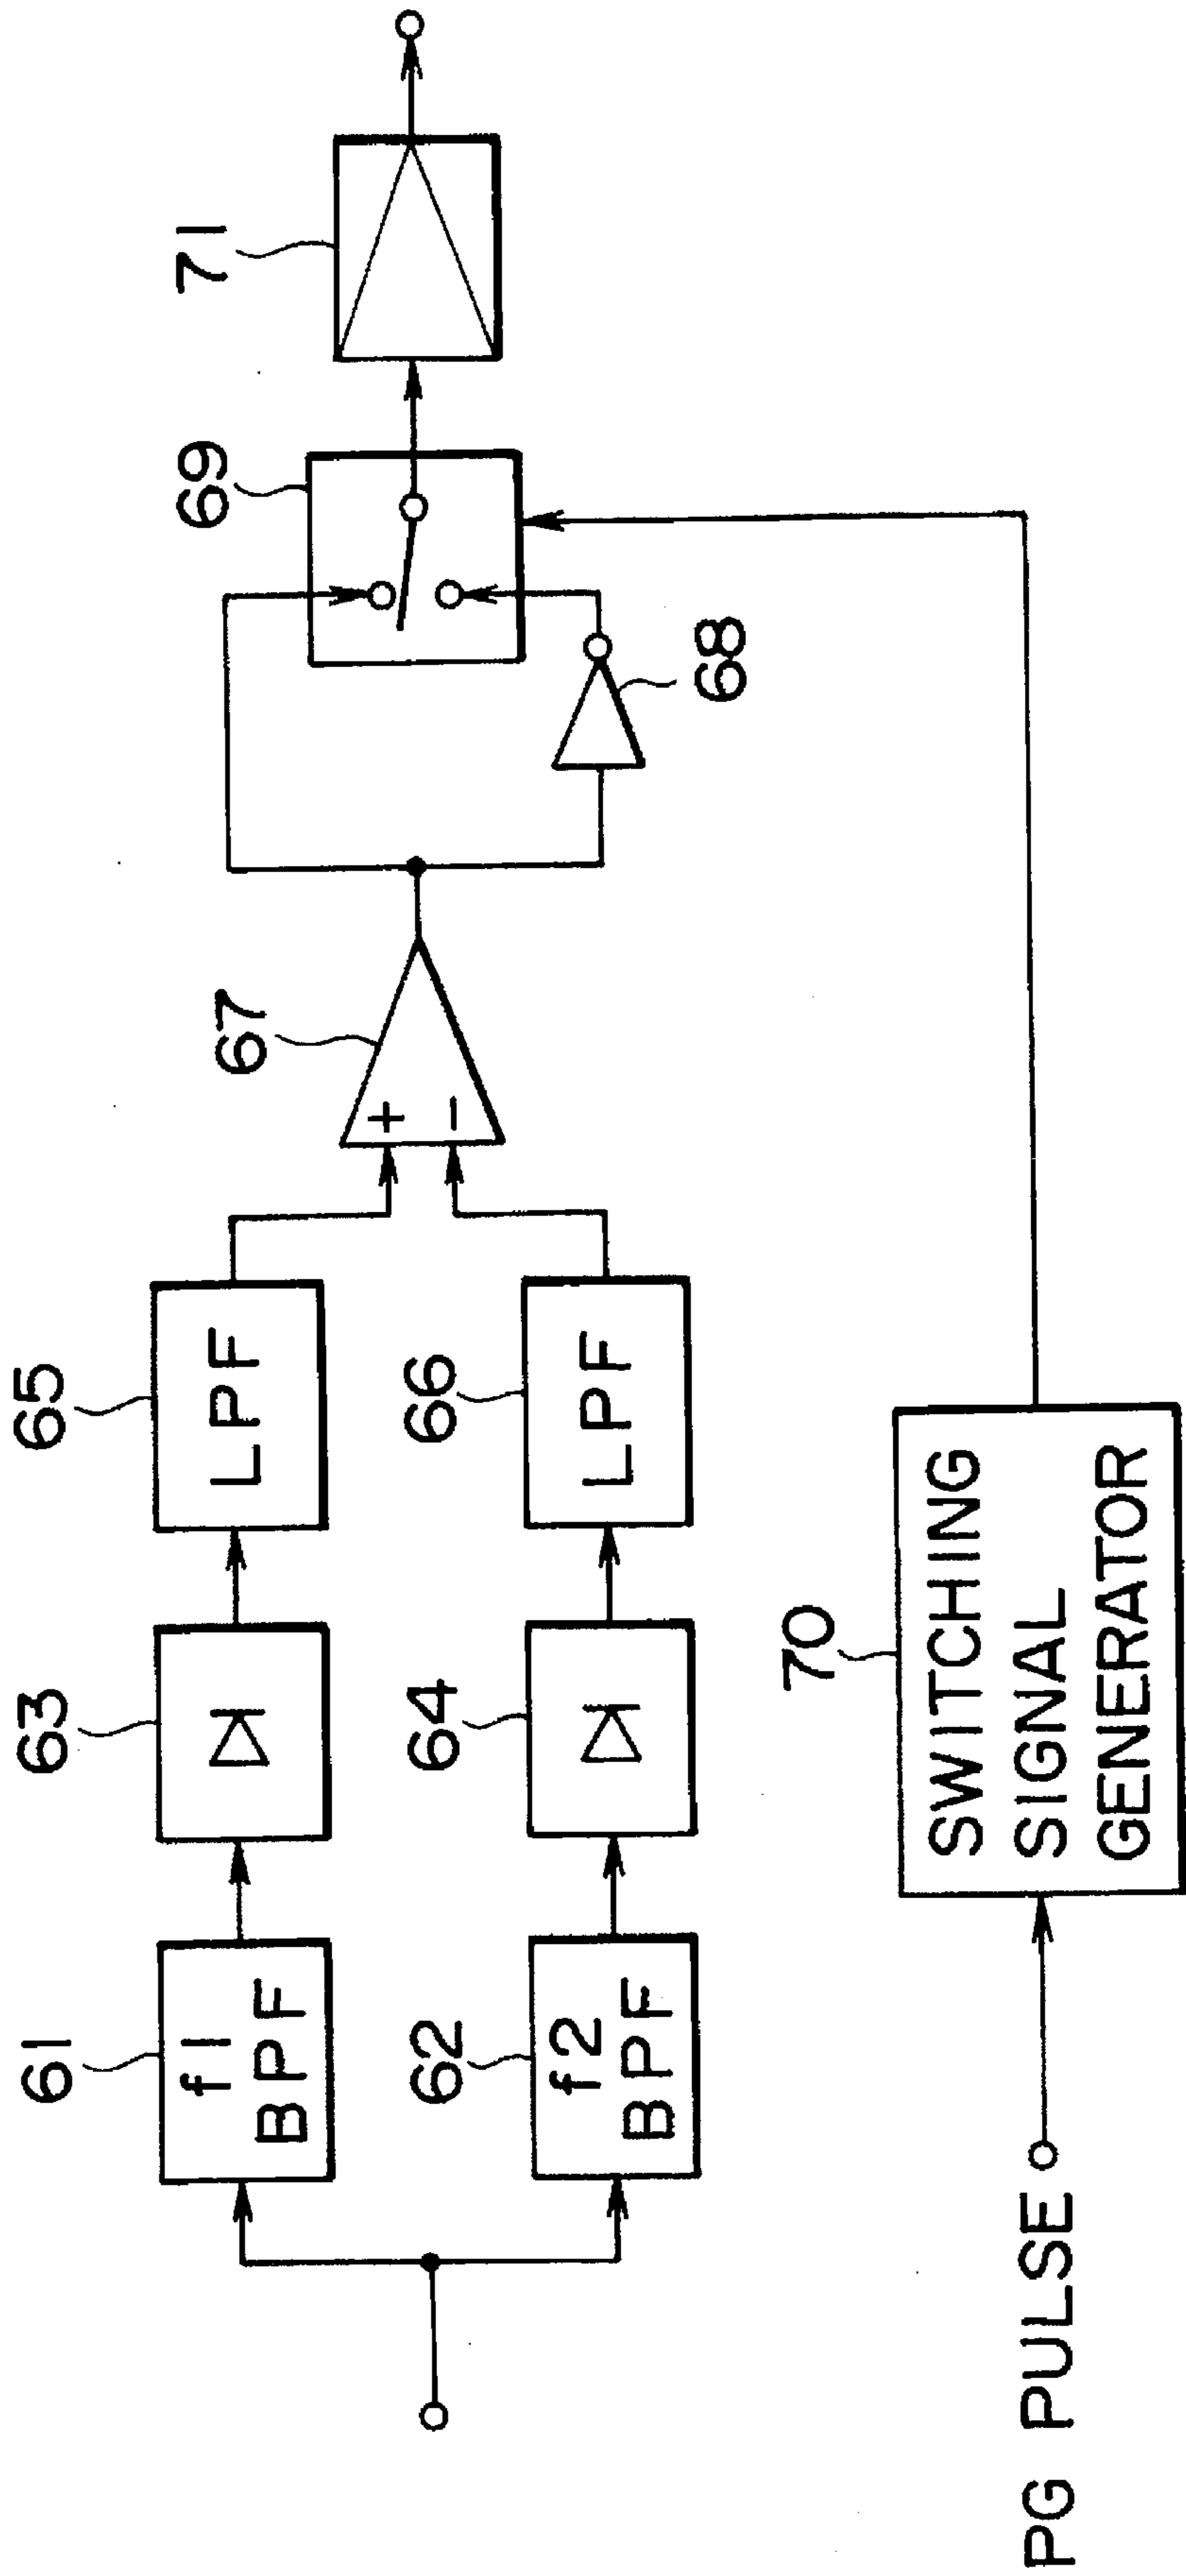 61
f1
BPF
63
65
LPF
67
+
-
69
71
62
f2
BPF
64
66
LPF
68
70
SWITCHING
SIGNAL
GENERATOR
PG PULSE